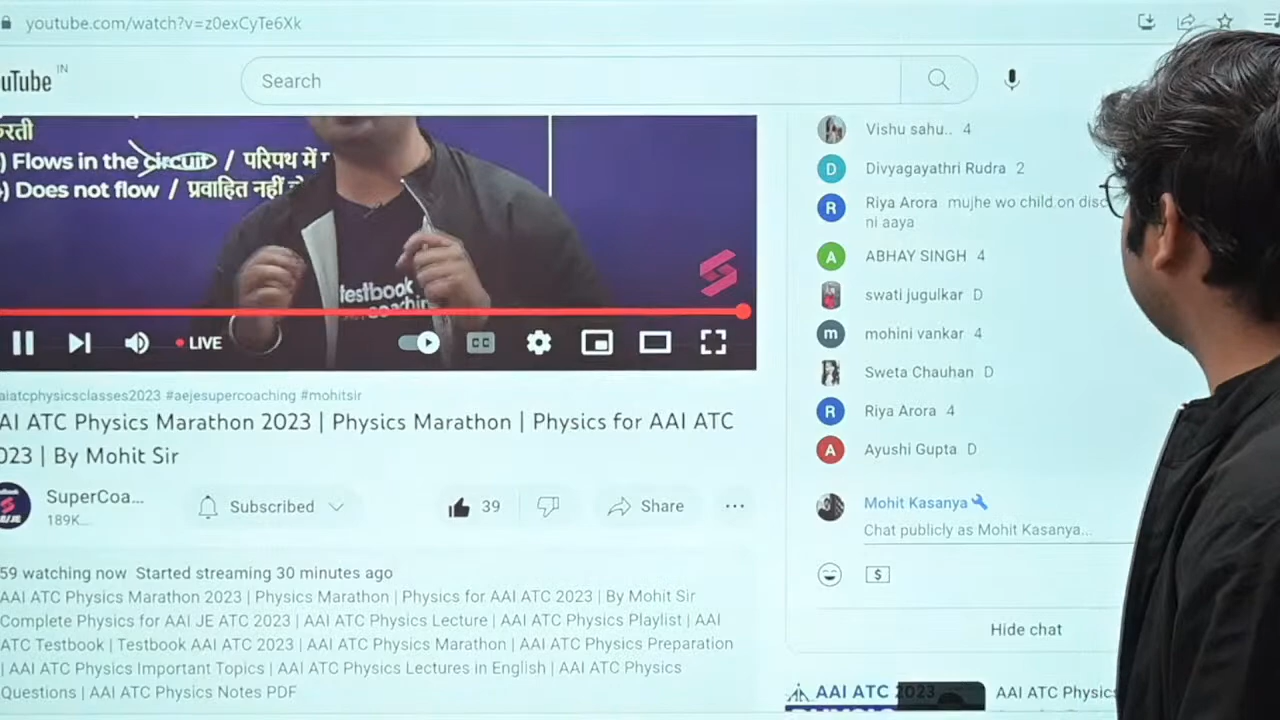 youtube.com/watch?v=z0exCyTe6Xk
uTube IN
Search
रती
) Flows in the circuit / परिपथ में
) Does not flow / प्रवाहित नहीं
testbook
LIVE
CC
aiatcphysicsclasses2023 #aejesupercoaching #mohitsir
AI ATC Physics Marathon 2023 | Physics Marathon | Physics for AAI ATC
023 | By Mohit Sir
SuperCoa...
189K...
Subscribed
39
Share
59 watching now Started streaming 30 minutes ago
AAI ATC Physics Marathon 2023 | Physics Marathon | Physics for AAI ATC 2023 | By Mohit Sir
Complete Physics for AAI JE ATC 2023 | AAI ATC Physics Lecture | AAI ATC Physics Playlist | AAI
ATC Testbook | Testbook AAI ATC 2023 | AAI ATC Physics Marathon | AAI ATC Physics Preparation
| AAI ATC Physics Important Topics | AAI ATC Physics Lectures in English | AAI ATC Physics
Questions | AAI ATC Physics Notes PDF
Vishu sahu.. 4
D Divyagayathri Rudra 2
R Riya Arora mujhe wo child.on disc
ni aaya
A ABHAY SINGH 4
swati jugulkar D
m mohini vankar 4
Sweta Chauhan D
R Riya Arora 4
A Ayushi Gupta D
Mohit Kasanya
Chat publicly as Mohit Kasanya...
$
Hide chat
AAI ATC 2023
AAI ATC Physics